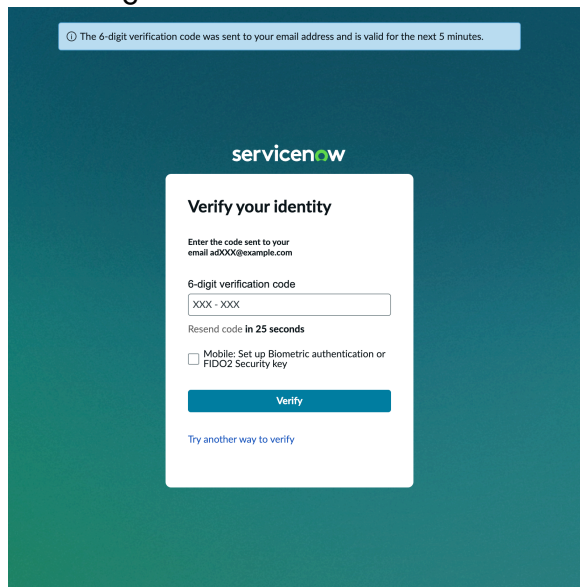 The 6-digit verification code was sent to your email address and is valid for the next 5 minutes.
servicenow
Verify your identity
Enter the code sent to your
email adXXX@example.com
6-digit verification code
XXX - XXX
Resend code in 25 seconds
Mobile: Set up Biometric authentication or
FIDO2 Security key
Verify
Try another way to verify